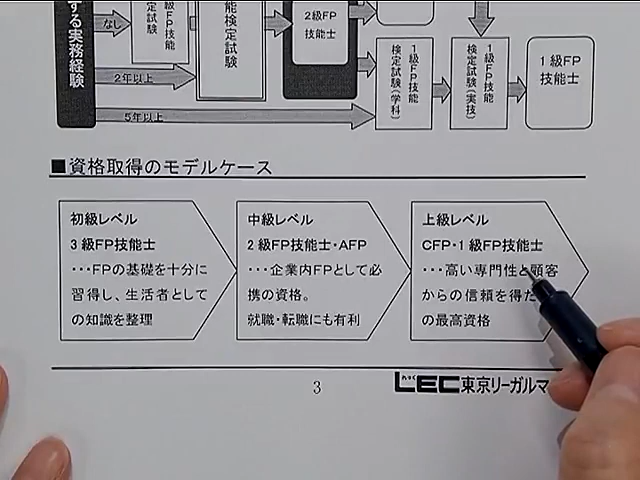 する実務経験
なし
2年以上
5年以上
検定試験
級FP技能
能検定試験
2級FP
技能士
1級FP技能
検定試験(学科)
1級FP技能
検定試験(実技)
1級FP
技能士
■資格取得のモデルケース
初級レベル
3級FP技能士
・・・FPの基礎を十分に
習得し、生活者として
の知識を整理
中級レベル
2級FP技能士・AFP
・・・企業内FPとして必
携の資格。
就職・転職にも有利
上級レベル
CFP・1級FP技能士
・・・高い専門性と顧客
からの信頼を得た
の最高資格
3
LEC東京リーガルマ